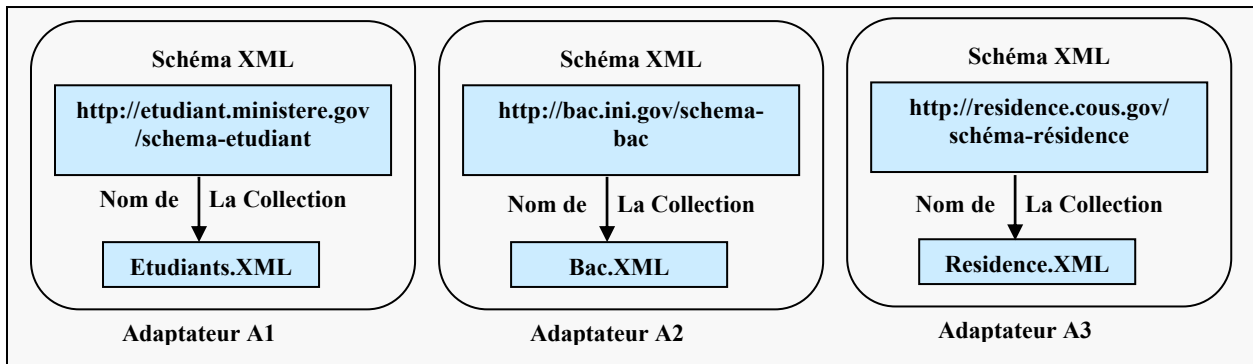 Schéma XML
http://etudiant.ministere.gov
/schema-etudiant
Nom de La Collection
Etudiants.XML
Adaptateur A1
Schéma XML
http://bac.ini.gov/schema-
bac
Nom de La Collection
Bac.XML
Adaptateur A2
Schéma XML
http://residence.cous.gov/
schéma-résidence
Nom de La Collection
Residence.XML
Adaptateur A3